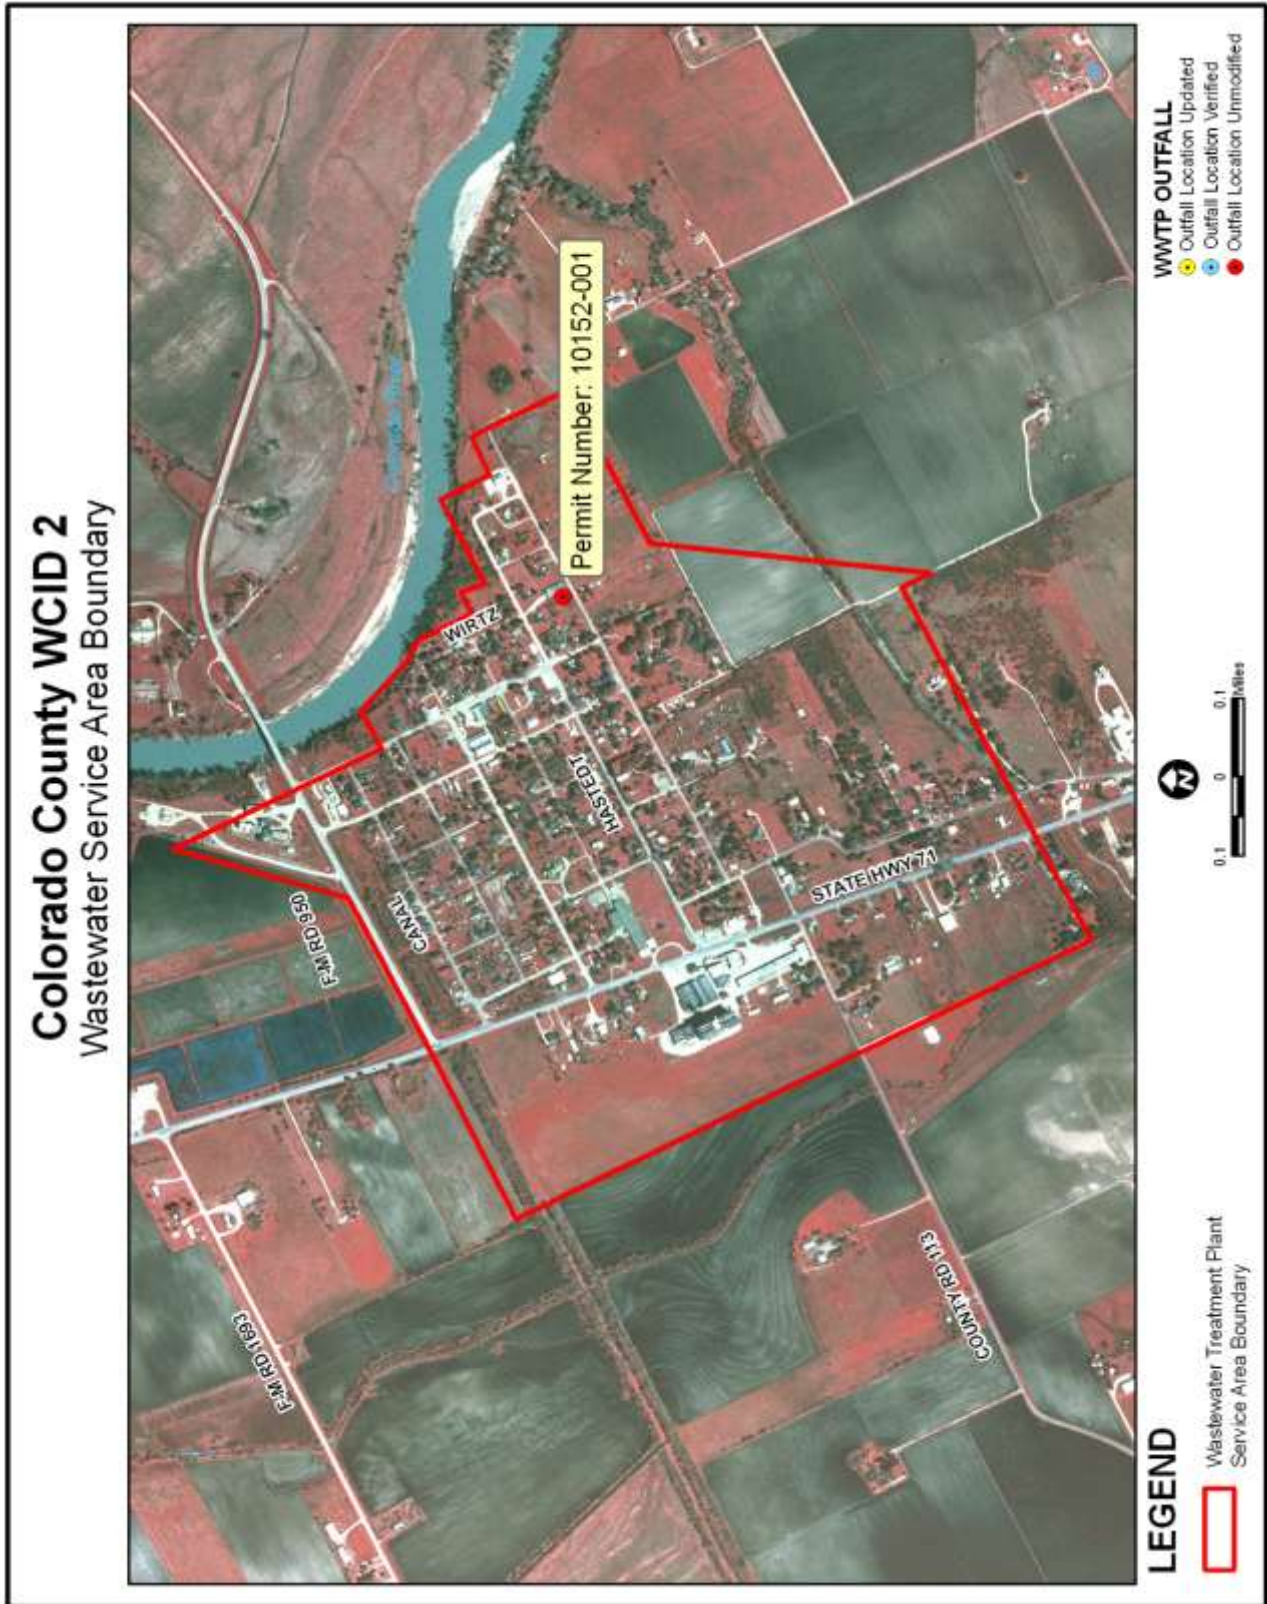 Colorado County WCID 2
Wastewater Service Area Boundary
F.M RD 1693
F.M RD 950
CANAL
WIRTZ
HASTEDT
STATE HWY 71
COUNTY RD 113
Permit Number: 10152-001
LEGEND
Wastewater Treatment Plant
Service Area Boundary
0.1 0 0.1
Miles
N
WWTP OUTFALL
Outfall Location Updated
Outfall Location Verified
Outfall Location Unmodified